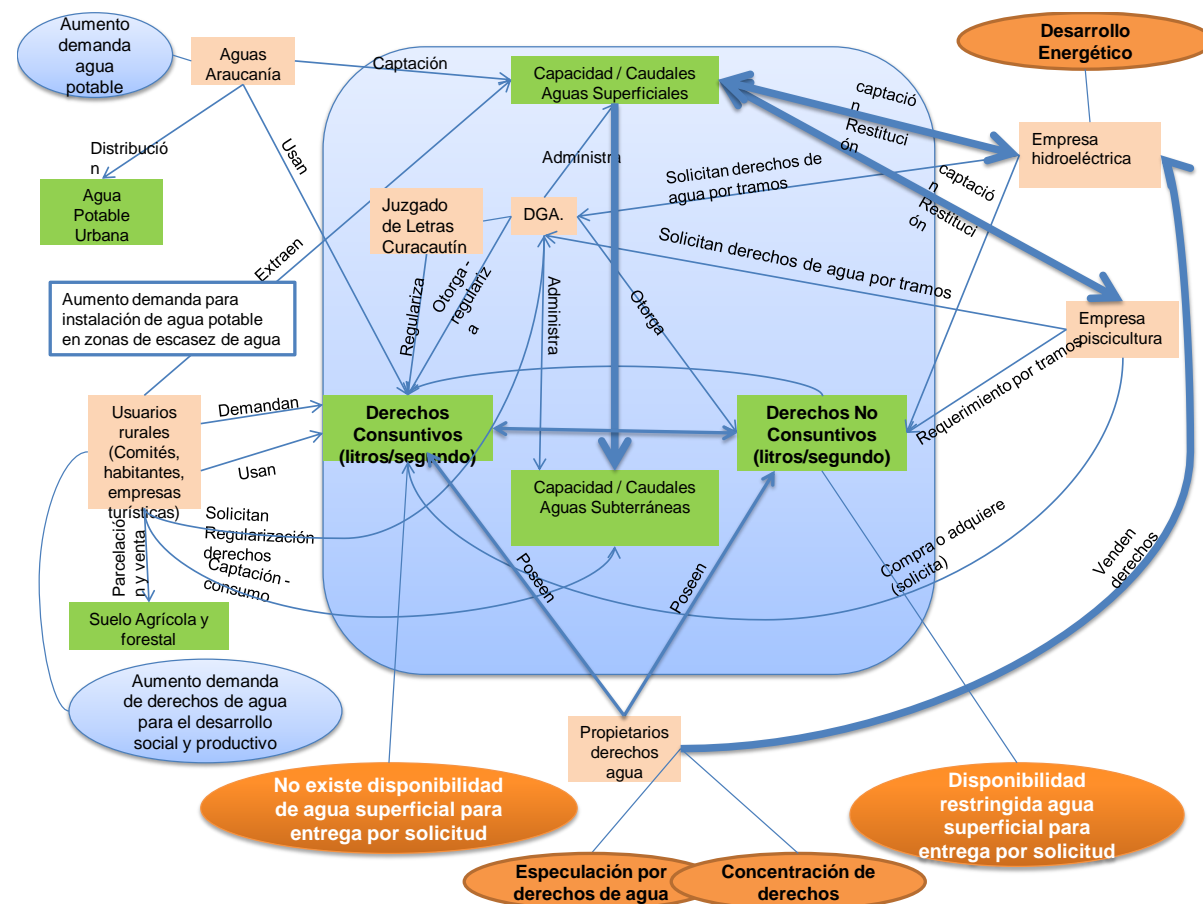 Aumento
demanda
agua
potable
Aguas
Araucanía
Captación
Capacidad / Caudales
Aguas Superficiales
Desarrollo
Energético
captació
n
Restituci
ón
Empresa
hidroeléctrica
Distribució
n
Usan
Administra
Solicitan derechos de
agua por tramos
captació
n
Restituci
ón
Agua
Potable
Urbana
Juzgado
de Letras
Curacautín
DGA.
Solicitan derechos de agua por tramos
Extraen
Regulariza
Otorga -
regulariz
a
Administra
Otorga
Aumento demanda para
instalación de agua potable
en zonas de escasez de agua
Empresa
piscicultura
Requerimiento por tramos
Usuarios
rurales
(Comités,
habitantes,
empresas
turísticas)
Demandan
Usan
Derechos
Consuntivos
(litros/segundo)
Derechos No
Consuntivos
(litros/segundo)
Capacidad / Caudales
Aguas Subterráneas
Solicitan
Regularización
derechos
Captación -
consumo
Parcelació
n y venta
Suelo Agrícola y
forestal
Poseen
Poseen
Compra o adquiere
(solicita)
Venden
derechos
Aumento demanda
de derechos de agua
para el desarrollo
social y productivo
Propietarios
derechos
agua
No existe disponibilidad
de agua superficial para
entrega por solicitud
Disponibilidad
restringida agua
superficial para
entrega por solicitud
Especulación por
derechos de agua
Concentración de
derechos